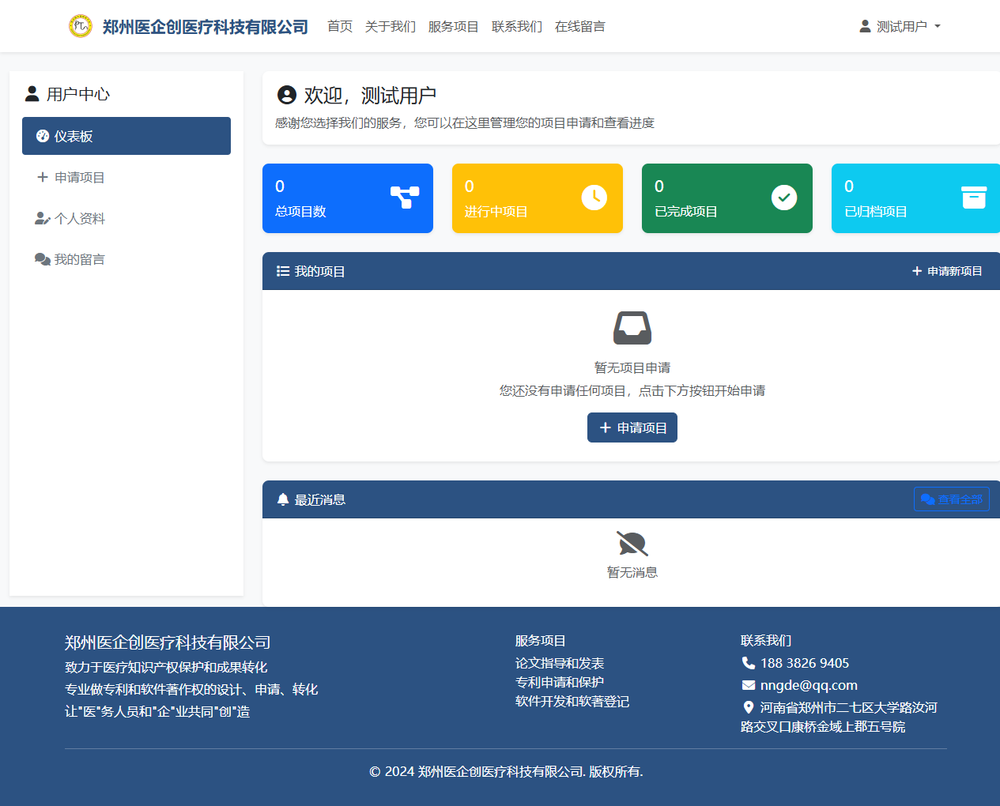 郑州医企创医疗科技有限公司
首页 关于我们 服务项目 联系我们 在线留言
测试用户
用户中心
仪表板
申请项目
个人资料
我的留言
欢迎，测试用户
感谢您选择我们的服务，您可以在这里管理您的项目申请和查看进度
0
总项目数
0
进行中项目
0
已完成项目
0
已归档项目
我的项目
申请新项目
暂无项目申请
您还没有申请任何项目，点击下方按钮开始申请
申请项目
最近消息
查看全部
暂无消息
郑州医企创医疗科技有限公司
致力于医疗知识产权保护和成果转化
专业做专利和软件著作权的设计、申请、转化
让"医"务人员和"企"业共同"创"造
服务项目
论文指导和发表
专利申请和保护
软件开发和软著登记
联系我们
188 3826 9405
nngde@qq.com
河南省郑州市二七区大学路汝河
路交叉口康桥金域上郡五号院
© 2024 郑州医企创医疗科技有限公司. 版权所有.